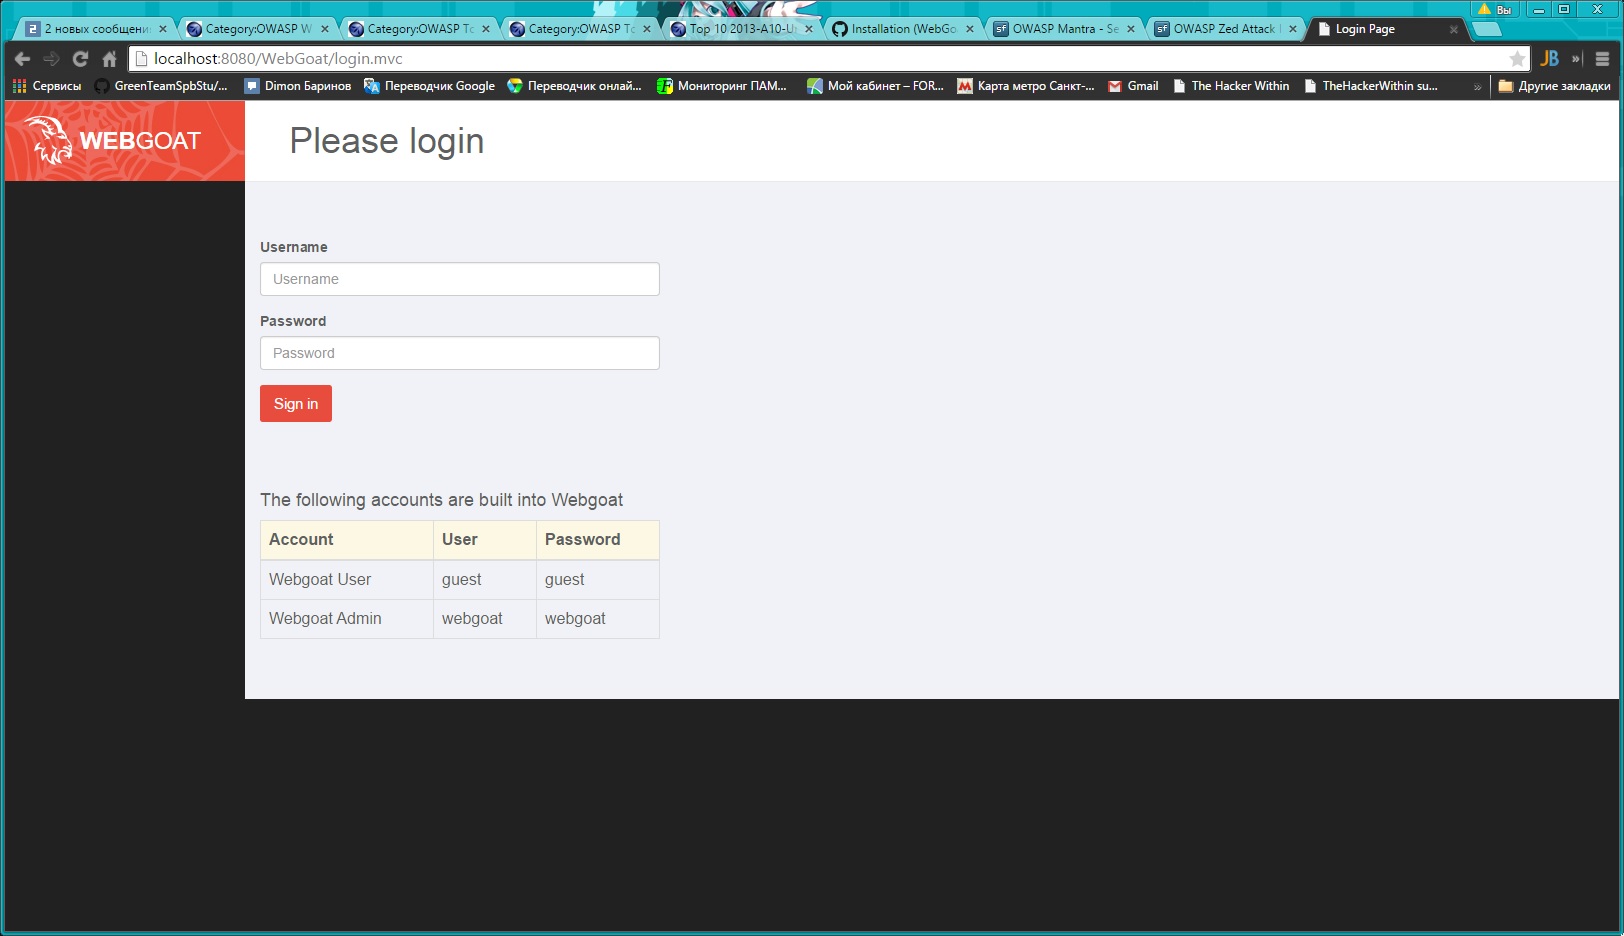 Вы
2 новых сообщени
Category:OWASP W
Category:OWASP To
Category:OWASP To
Top 10 2013-A10-U
Installation (WebGo
OWASP Mantra - Se
OWASP Zed Attack
Login Page
localhost:8080/WebGoat/login.mvc
JB
»
Сервисы
GreenTeamSpbStu/...
Dimon Баринов
Переводчик Google
Переводчик онлай...
Мониторинг ПАМ...
Мой кабинет – FOR...
Карта метро Санкт-...
Gmail
The Hacker Within
TheHackerWithin su...
»
Другие закладки
WEBGOAT
Please login
Username
Username
Password
Password
Sign in
The following accounts are built into Webgoat
Account User Password
Webgoat User guest guest
Webgoat Admin webgoat webgoat